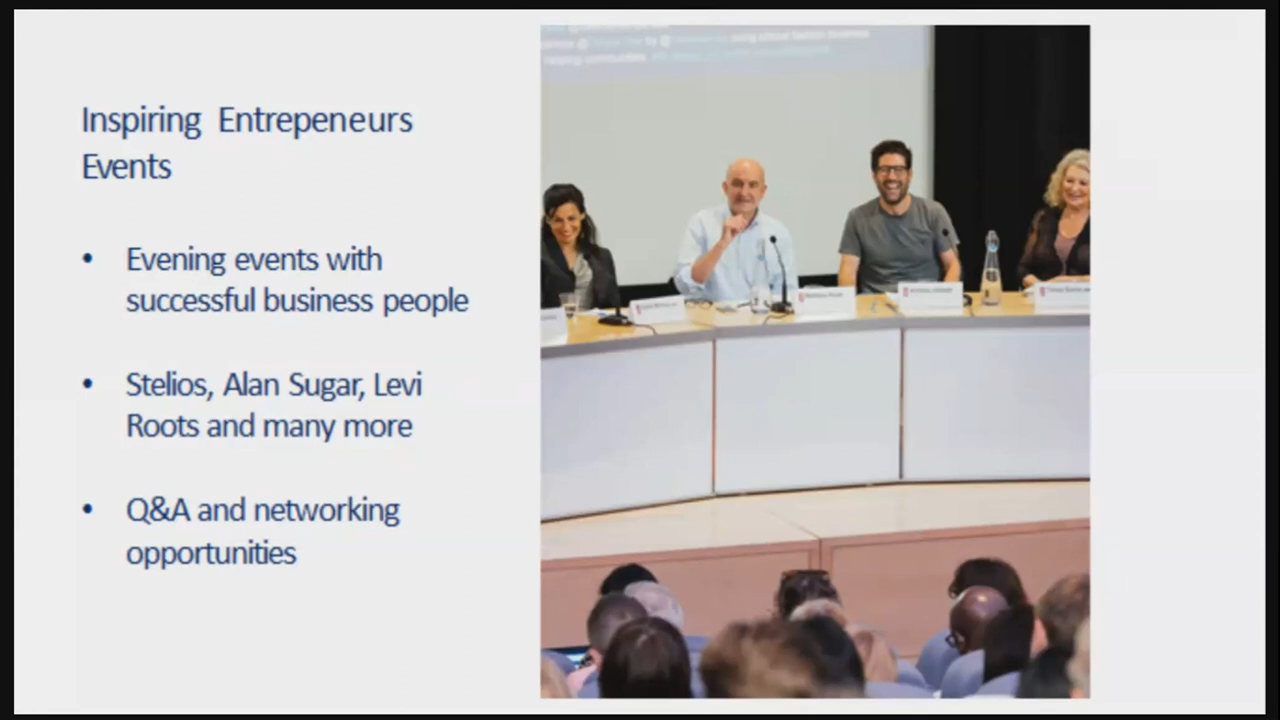 Inspiring Entrepeneurs
Events
• Evening events with
successful business people
• Stelios, Alan Sugar, Levi
Roots and many more
• Q&A and networking
opportunities